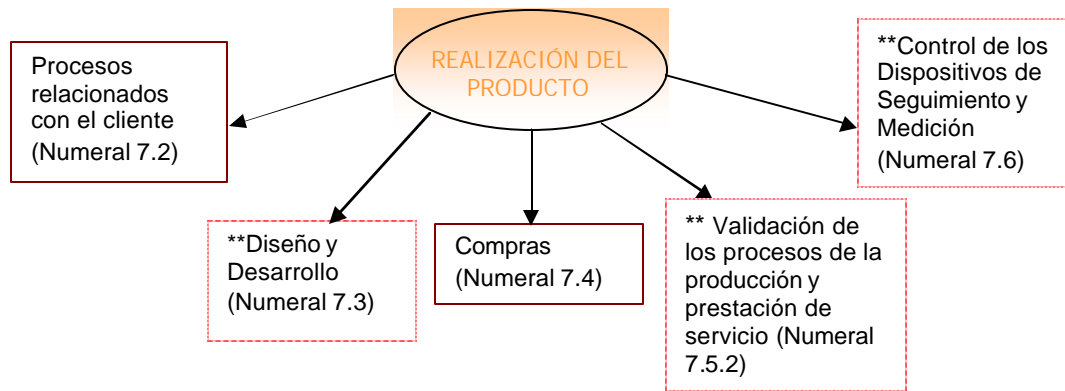 REALIZACIÓN DEL
PRODUCTO
Procesos
relacionados
con el cliente
(Numeral 7.2)
**Control de los
Dispositivos de
Seguimiento y
Medición
(Numeral 7.6)
**Diseño y
Desarrollo
(Numeral 7.3)
Compras
(Numeral 7.4)
** Validación de
los procesos de la
producción y
prestación de
servicio (Numeral
7.5.2)